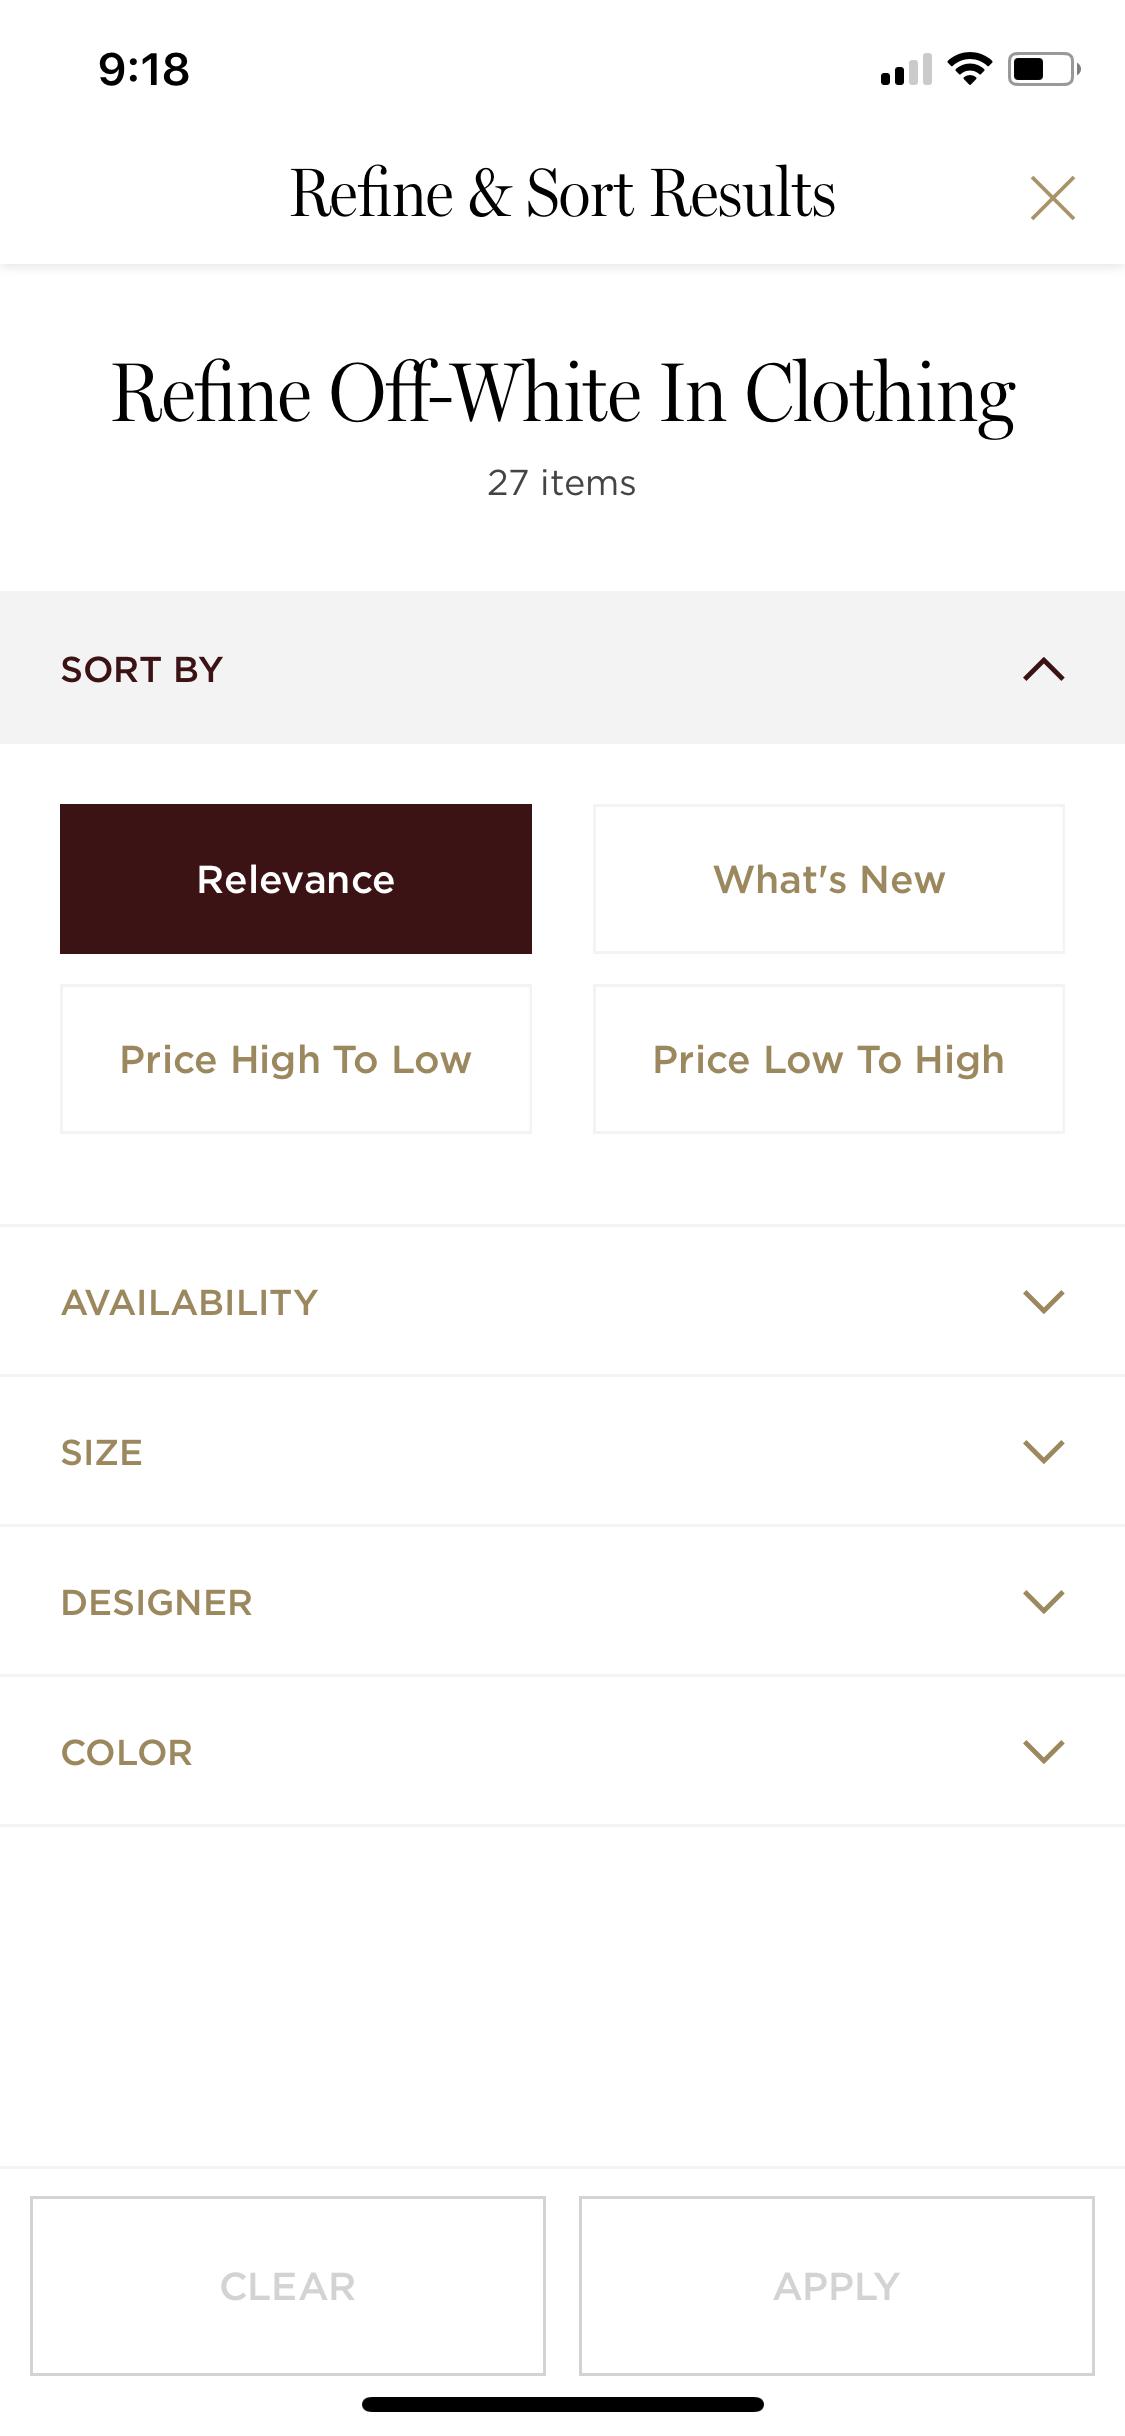 9:18
Refine & Sort Results
Refine Off-White In Clothing
27 items
SORT BY
Relevance
What's New
Price High To Low
Price Low To High
AVAILABILITY
SIZE
DESIGNER
COLOR
CLEAR
APPLY